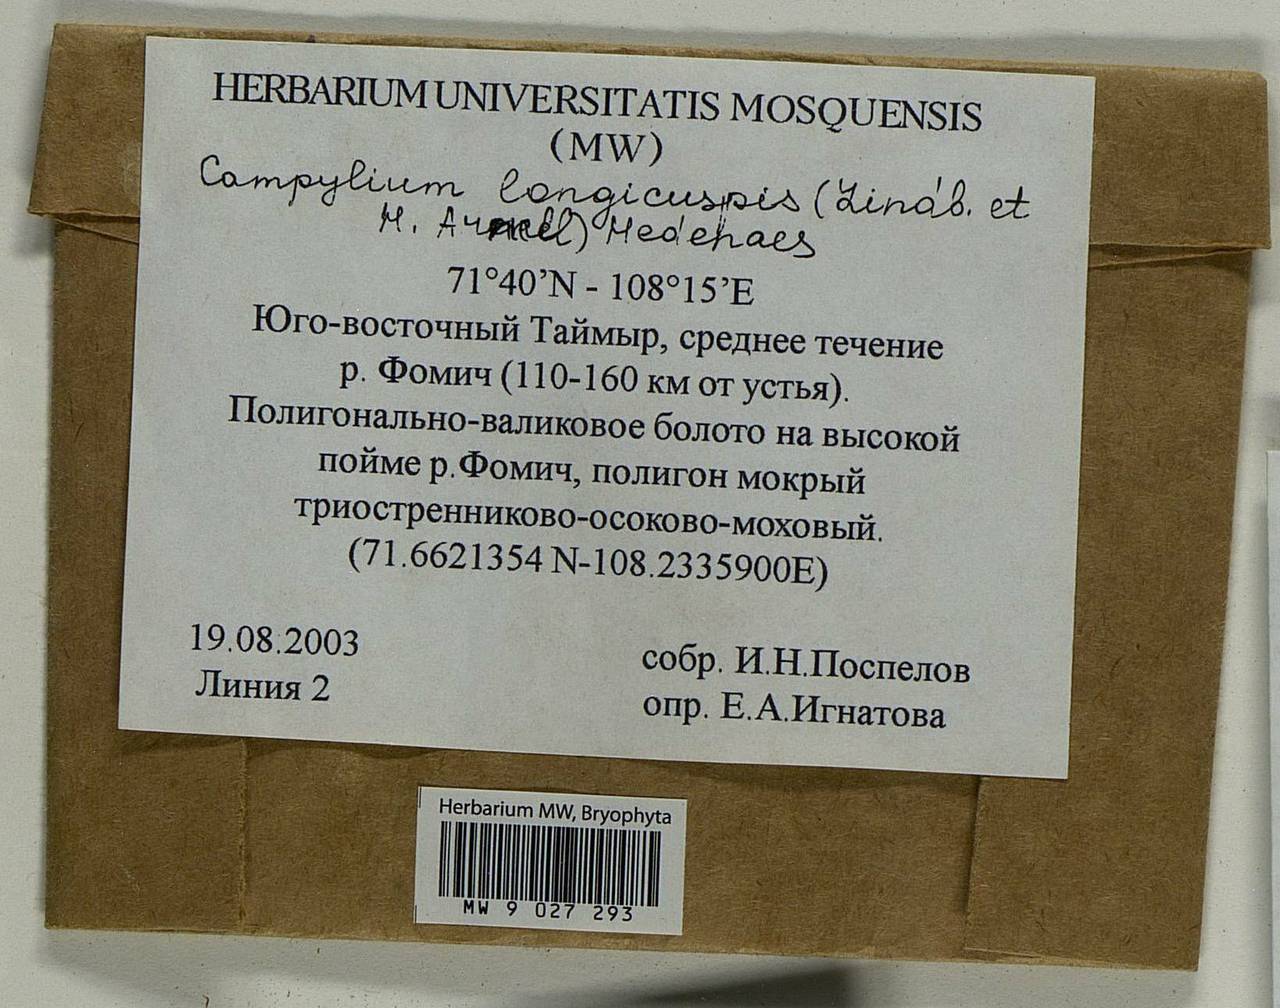 HERBARIUM UNIVERSITATIS MOSQUENSIS
(MW)
Campylium longicuspis (Lindb. et
H. Arnell) Hedenaes
71°40’N - 108°15’E
Юго-восточный Таймыр, среднее течение
р. Фомич (110-160 км от устья).
Полигонально-валиковое болото на высокой
пойме р.Фомич, полигон мокрый
триостренниково-осоково-моховый.
(71.6621354 N-108.2335900E)
19.08.2003
Линия 2
собр. И.Н.Поспелов
опр. Е.А.Игнатова
Herbarium MW, Bryophyta
MW 9 027 293